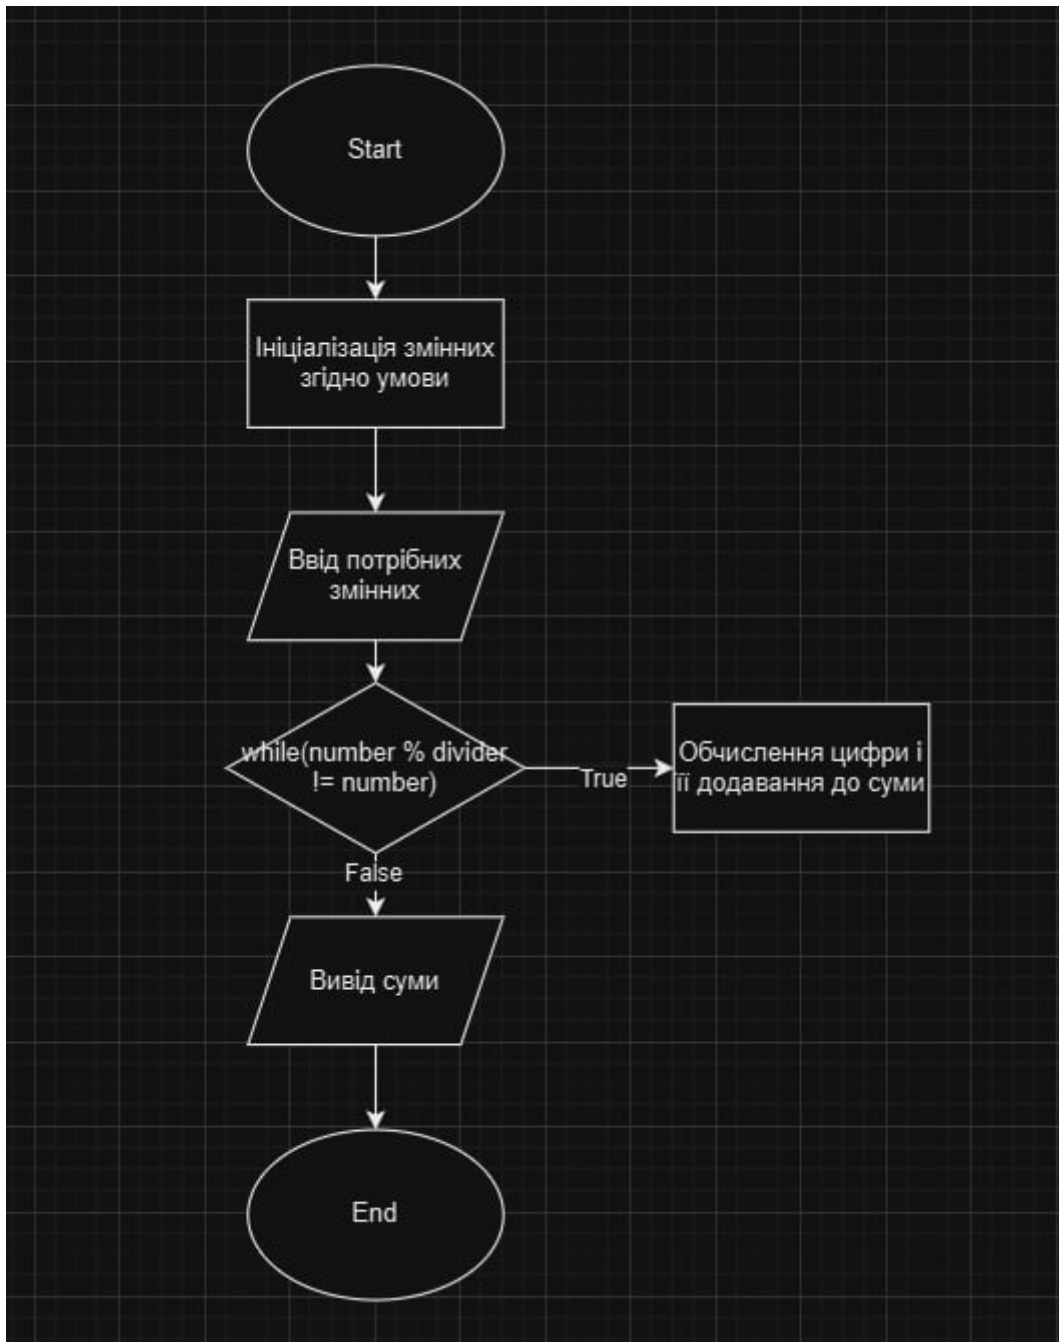 Start
Ініціалізація змінних
згідно умови
Ввід потрібних
змінних
while(number % divider
!= number)
True
Обчислення цифри і
її додавання до суми
False
Вивід суми
End